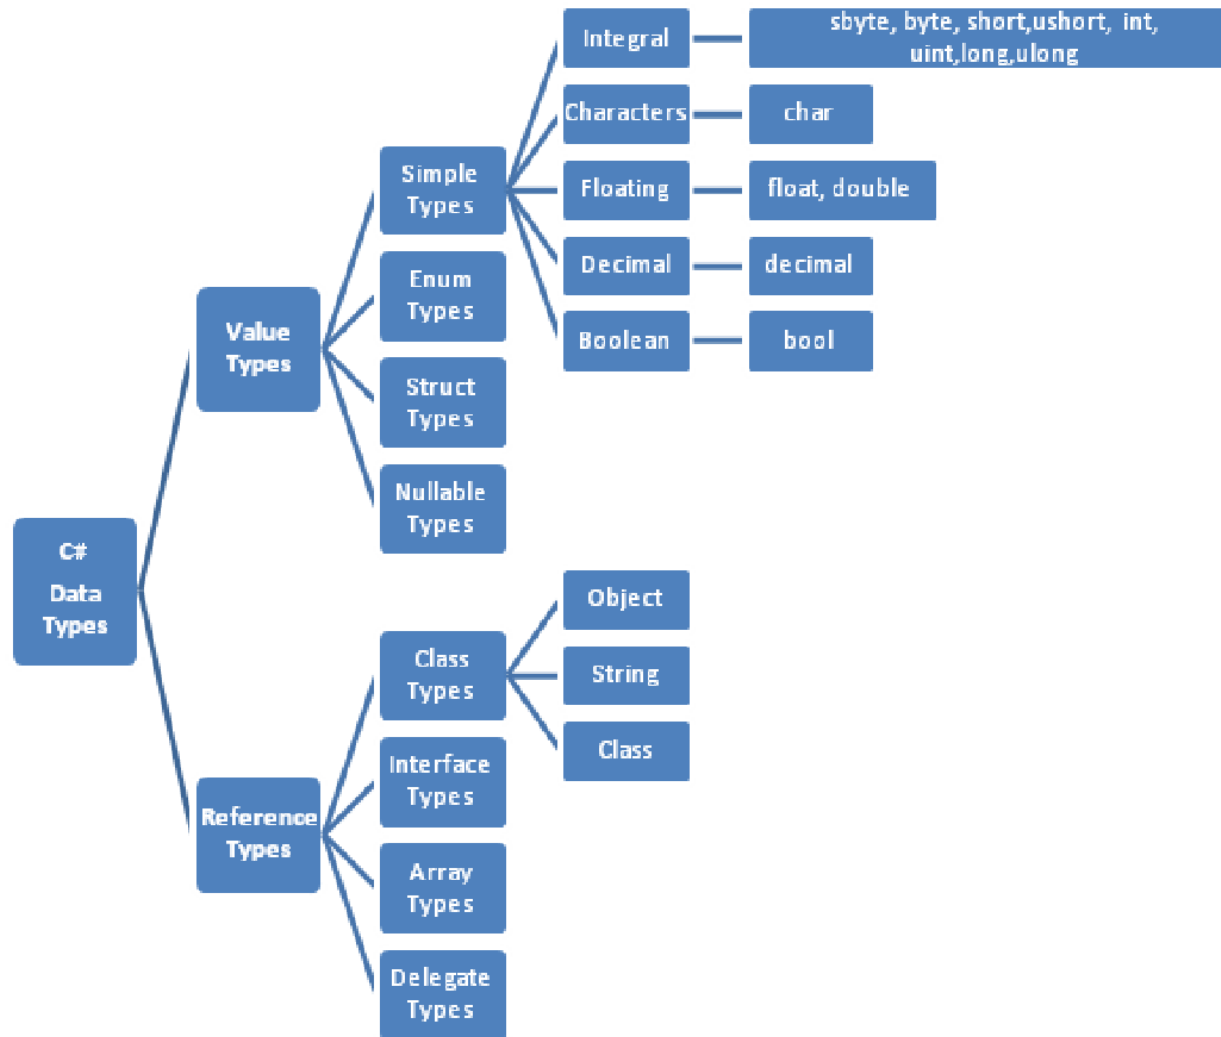 Integral
sbyte, byte, short,ushort, int,
uint,long,ulong
Characters
char
Simple
Types
Floating
float, double
Decimal
decimal
Enum
Types
Boolean
bool
Value
Types
Struct
Types
Nullable
Types
C#
Data
Types
Object
Class
Types
String
Class
Interface
Types
Reference
Types
Array
Types
Delegate
Types